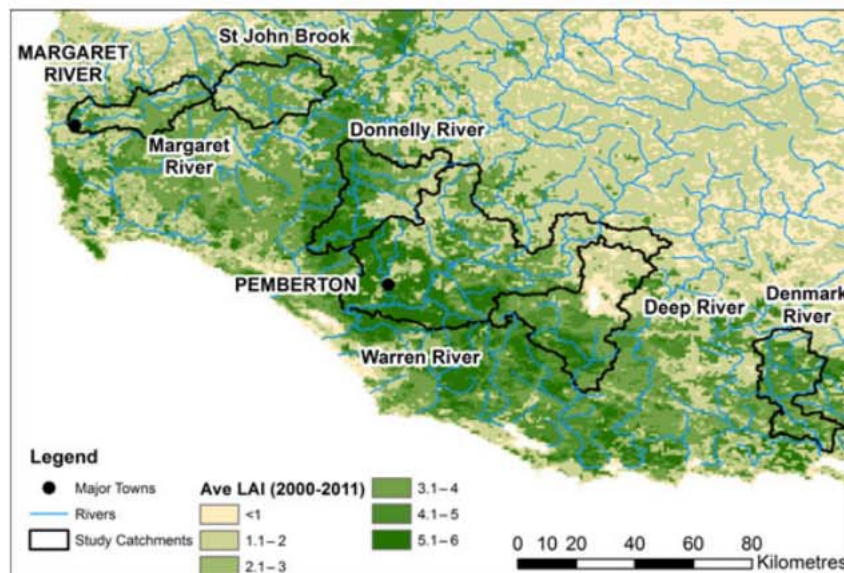 St John Brook
MARGARET
RIVER
Donnelly River
Margaret
River
PEMBERTON
Deep River
Denmark
River
Warren River
Legend
Major Towns
Rivers
Study Catchments
Ave LAI (2000-2011)
<1
1.1– 2
2.1– 3
3.1– 4
4.1– 5
5.1– 6
0 10 20 40 60 80
Kilometres